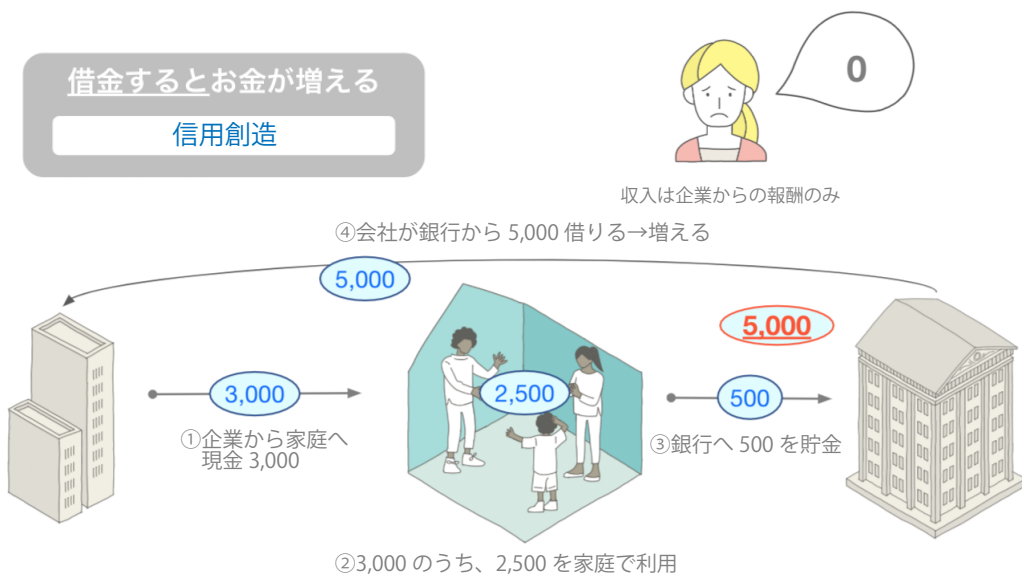 借金するとお金が増える
信用創造
0
収入は企業からの報酬のみ
④会社が銀行から 5,000 借りる→増える
5,000
5,000
3,000
2,500
500
①企業から家庭へ
現金 3,000
③銀行へ 500 を貯金
②3,000 のうち、2,500 を家庭で利用